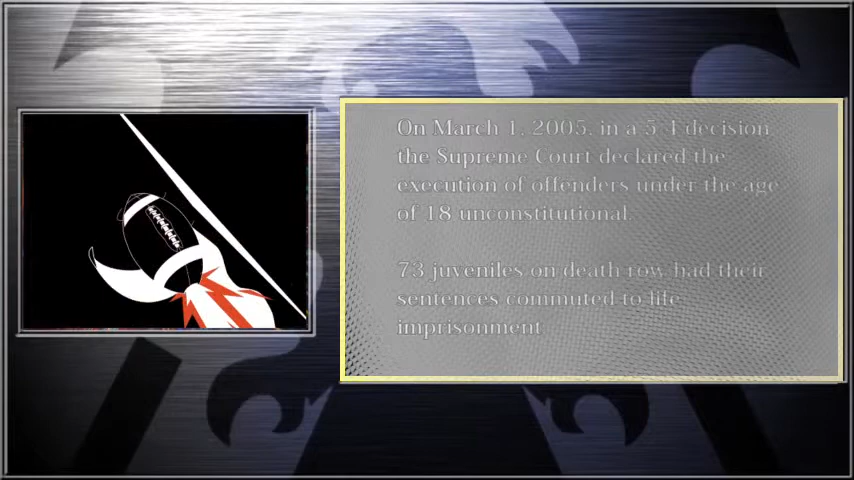 On March 1, 2005, in a 5-4 decision,
the Supreme Court declared the
execution of offenders under the age
of 18 unconstitutional.
73 juveniles on death row had their
sentences commuted to life
imprisonment